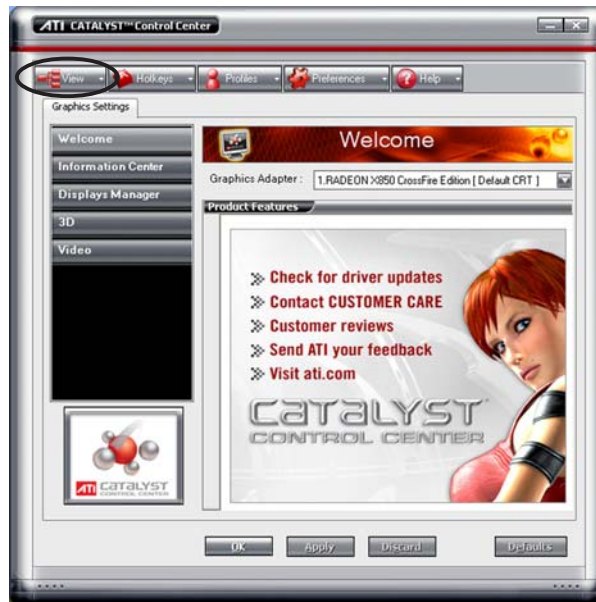 ATI CATALYST™ Control Center
View
Hotkeys
Profiles
Preferences
Help
Graphics Settings
Welcome
Information Center
Displays Manager
3D
Video
Welcome
Graphics Adapter :
1.RADEON X850 CrossFire Edition [ Default CRT ]
Product Features
Check for driver updates
Contact CUSTOMER CARE
Customer reviews
Send ATI your feedback
Visit ati.com
CATALYST
CONTROL CENTER
ATI CATALYST
CONTROL CENTER
OK
Apply
Discard
Defaults